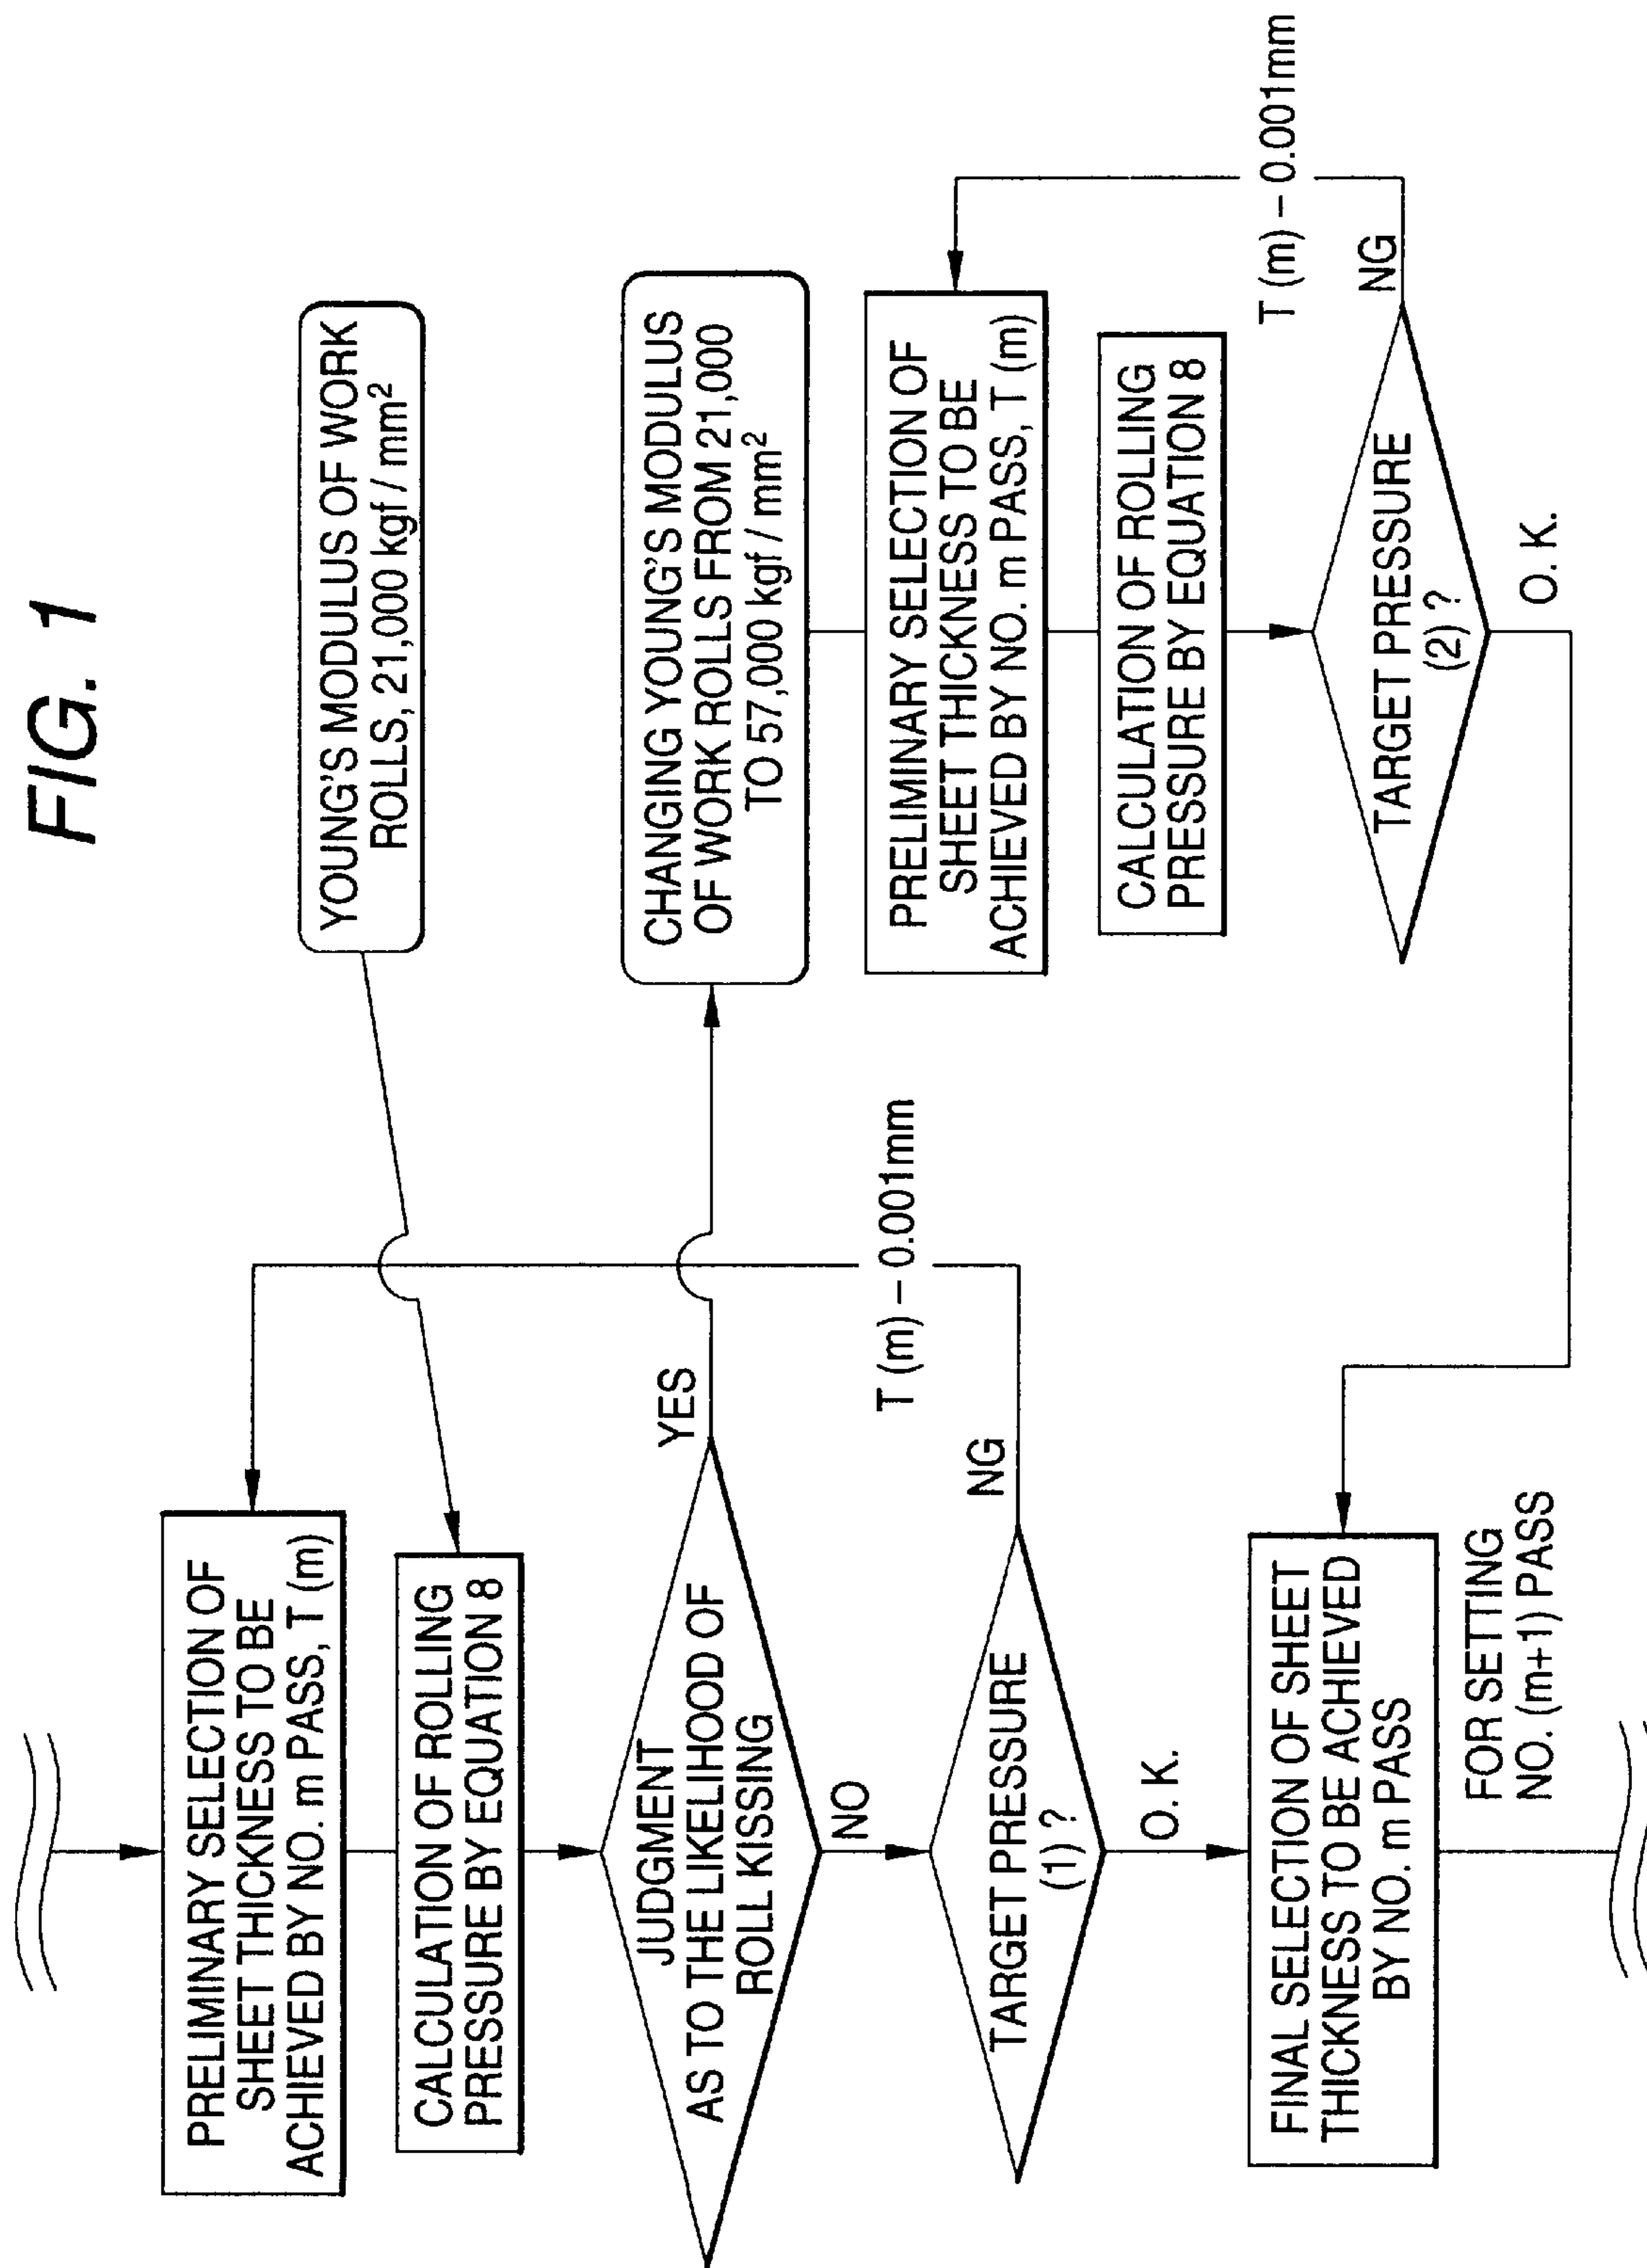 FIG. 1
PRELIMINARY SELECTION OF
SHEET THICKNESS TO BE
ACHIEVED BY NO. m PASS, T (m)
YOUNG'S MODULUS OF WORK
ROLLS, 21,000 kgf / mm²
CALCULATION OF ROLLING
PRESSURE BY EQUATION 8
JUDGMENT
AS TO THE LIKELIHOOD OF
ROLL KISSING
YES
NO
CHANGING YOUNG'S MODULUS
OF WORK ROLLS FROM 21,000
TO 57,000 kgf / mm²
T (m) – 0.001mm
TARGET PRESSURE
(1) ?
NG
O. K.
PRELIMINARY SELECTION OF
SHEET THICKNESS TO BE
ACHIEVED BY NO. m PASS, T (m)
CALCULATION OF ROLLING
PRESSURE BY EQUATION 8
T (m) – 0.001mm
TARGET PRESSURE
(2) ?
NG
O. K.
FINAL SELECTION OF SHEET
THICKNESS TO BE ACHIEVED
BY NO. m PASS
FOR SETTING
NO. (m+1) PASS